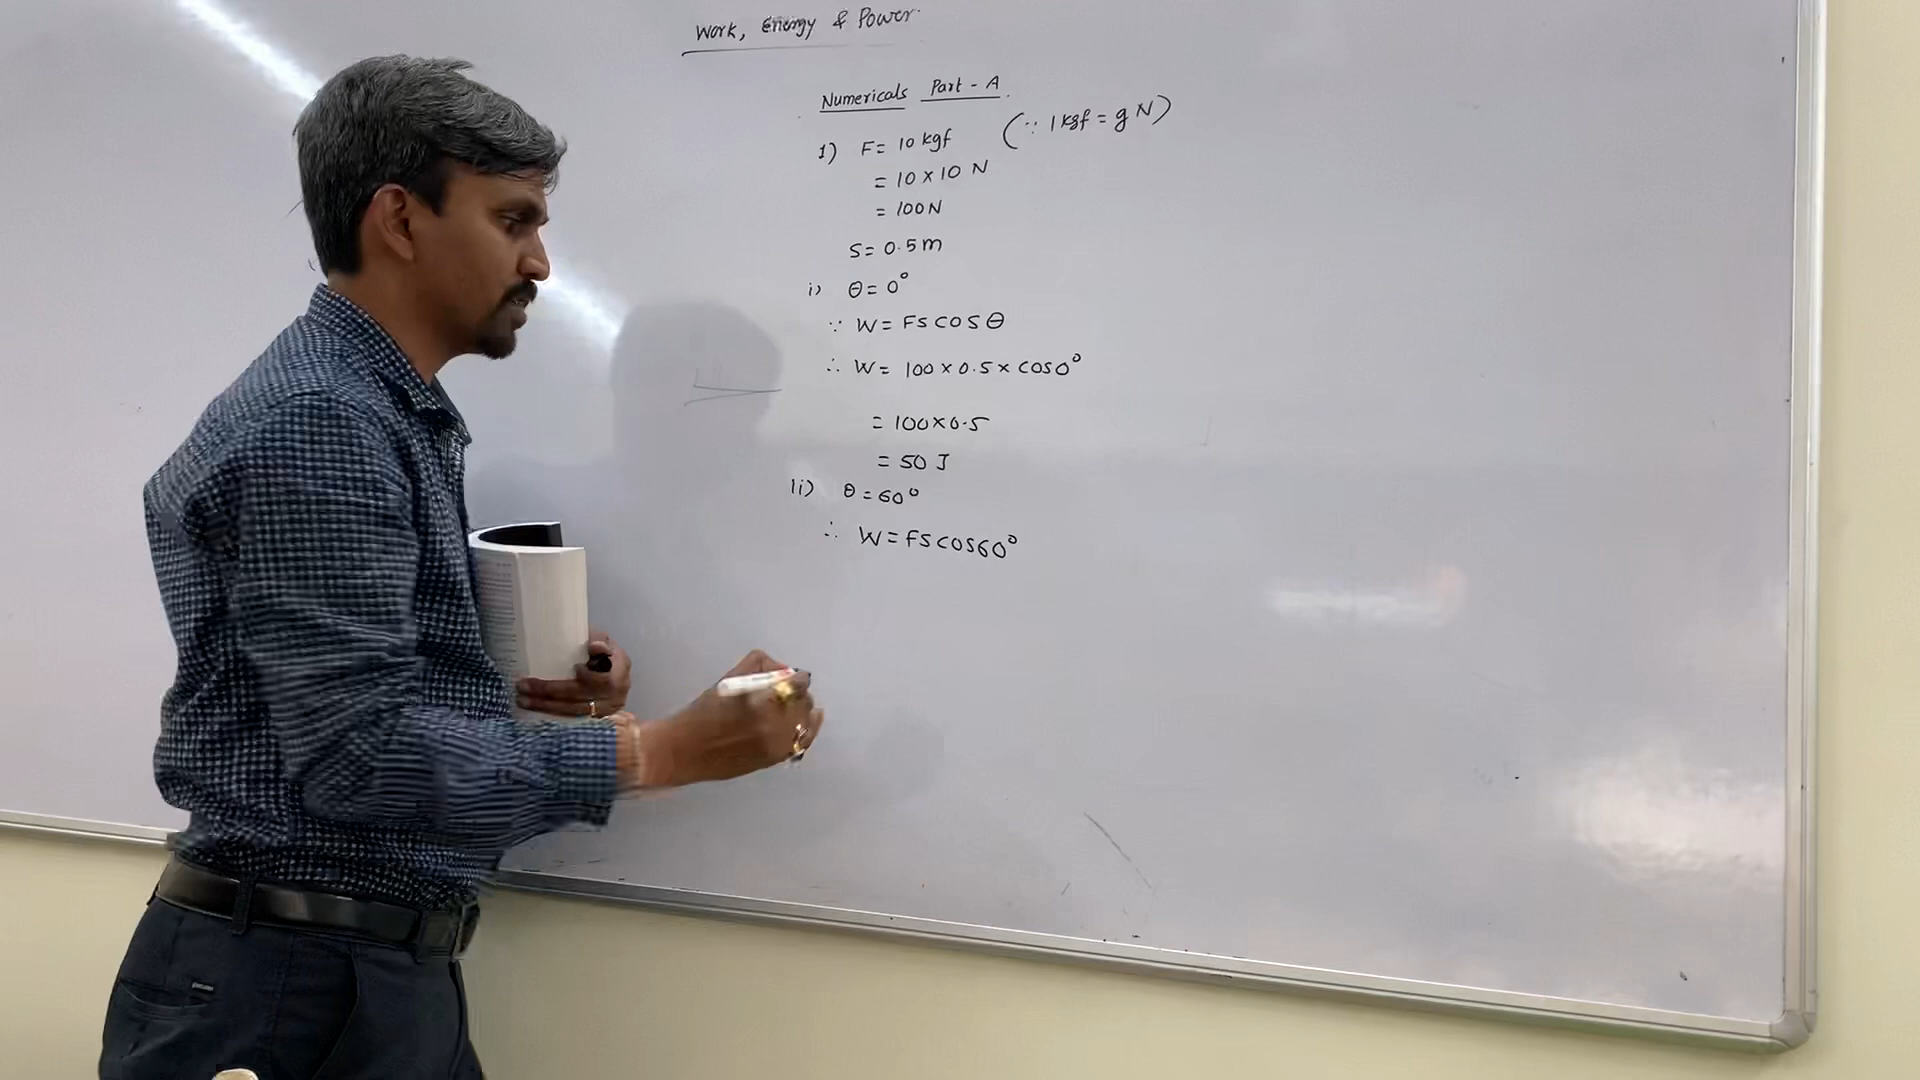 Work, Energy & Power.
Numericals Part - A.
1) F = 10 kgf (∵ 1 kgf = g N)
= 10 × 10 N
= 100 N
S = 0.5 m
i) θ = 0°
∵ W = FS COS θ
∴ W = 100 × 0.5 × COS 0°
= 100 × 0.5
= 50 J
ii) θ = 60°
∴ W = FS COS 60°